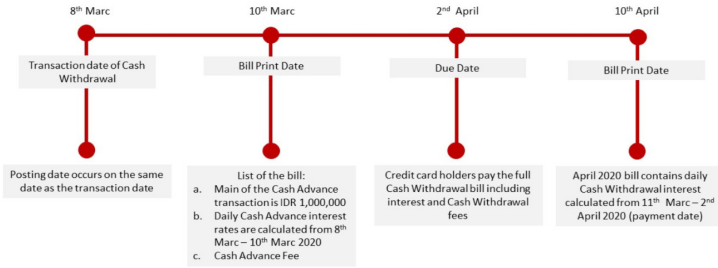 8th Marc
10th Marc
2nd April
10th April
Transaction date of Cash
Withdrawal
Bill Print Date
Due Date
Bill Print Date
Posting date occurs on the same
date as the transaction date
List of the bill:
a. Main of the Cash Advance
transaction is IDR 1,000,000
b. Daily Cash Advance interest
rates are calculated from 8th
Marc – 10th Marc 2020
c. Cash Advance Fee
Credit card holders pay the full
Cash Withdrawal bill including
interest and Cash Withdrawal
fees
April 2020 bill contains daily
Cash Withdrawal interest
calculated from 11th Marc – 2nd
April 2020 (payment date)